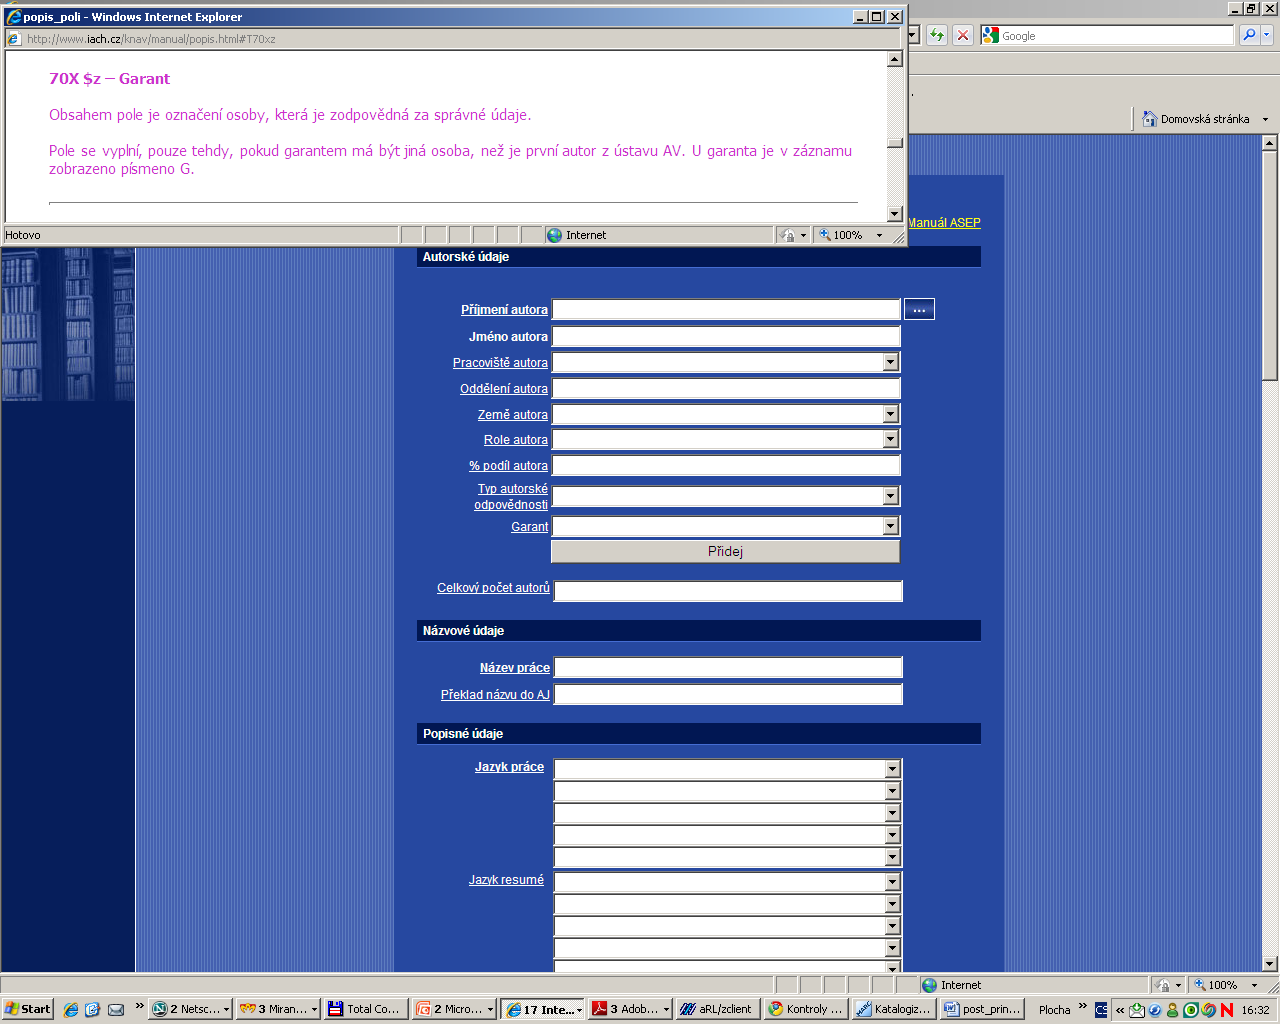 popis_poli - Windows Internet Explorer
http://www.iach.cz/knav/manual/popis.html#T70xz
70X $z – Garant
Obsahem pole je označení osoby, která je zodpovědná za správné údaje.
Pole se vyplní, pouze tehdy, pokud garantem má být jiná osoba, než je první autor z ústavu AV. U garanta je v záznamu
zobrazeno písmeno G.
Hotovo
Internet
100%
Google
Domovská stránka
Manuál ASEP
Autorské údaje
Příjmení autora
...
Jméno autora
Pracoviště autora
Oddělení autora
Země autora
Role autora
% podíl autora
Typ autorské
odpovědnosti
Garant
Přidej
Celkový počet autorů
Názvové údaje
Název práce
Překlad názvu do AJ
Popisné údaje
Jazyk práce
Jazyk resumé
Internet
100%
Start
»
2 Netsc...
3 Miran...
Total Co...
2 Micro...
17 Inte...
3 Adob...
aRL/zclient
Kontroly ...
Katalogiz...
post_prin...
Plocha
»
CS
«
16:32